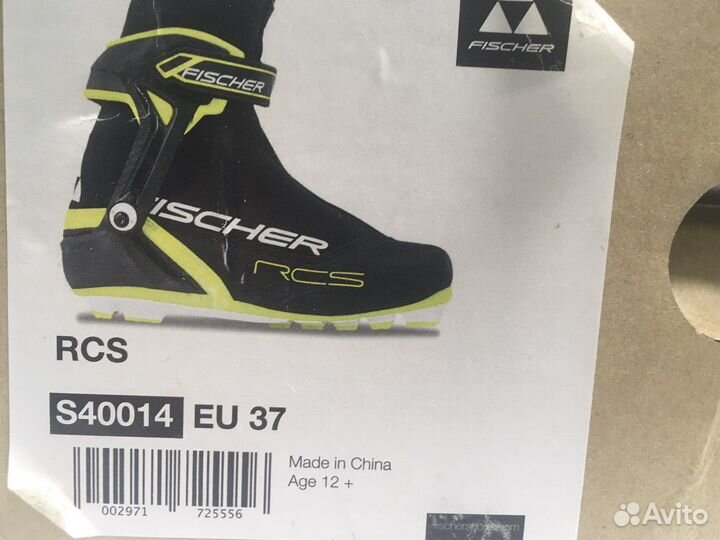 FISCHER
FISCHER
FISCHER
RCS
RCS
S40014 EU 37
Made in China
Age 12 +
002971 725556
Avito